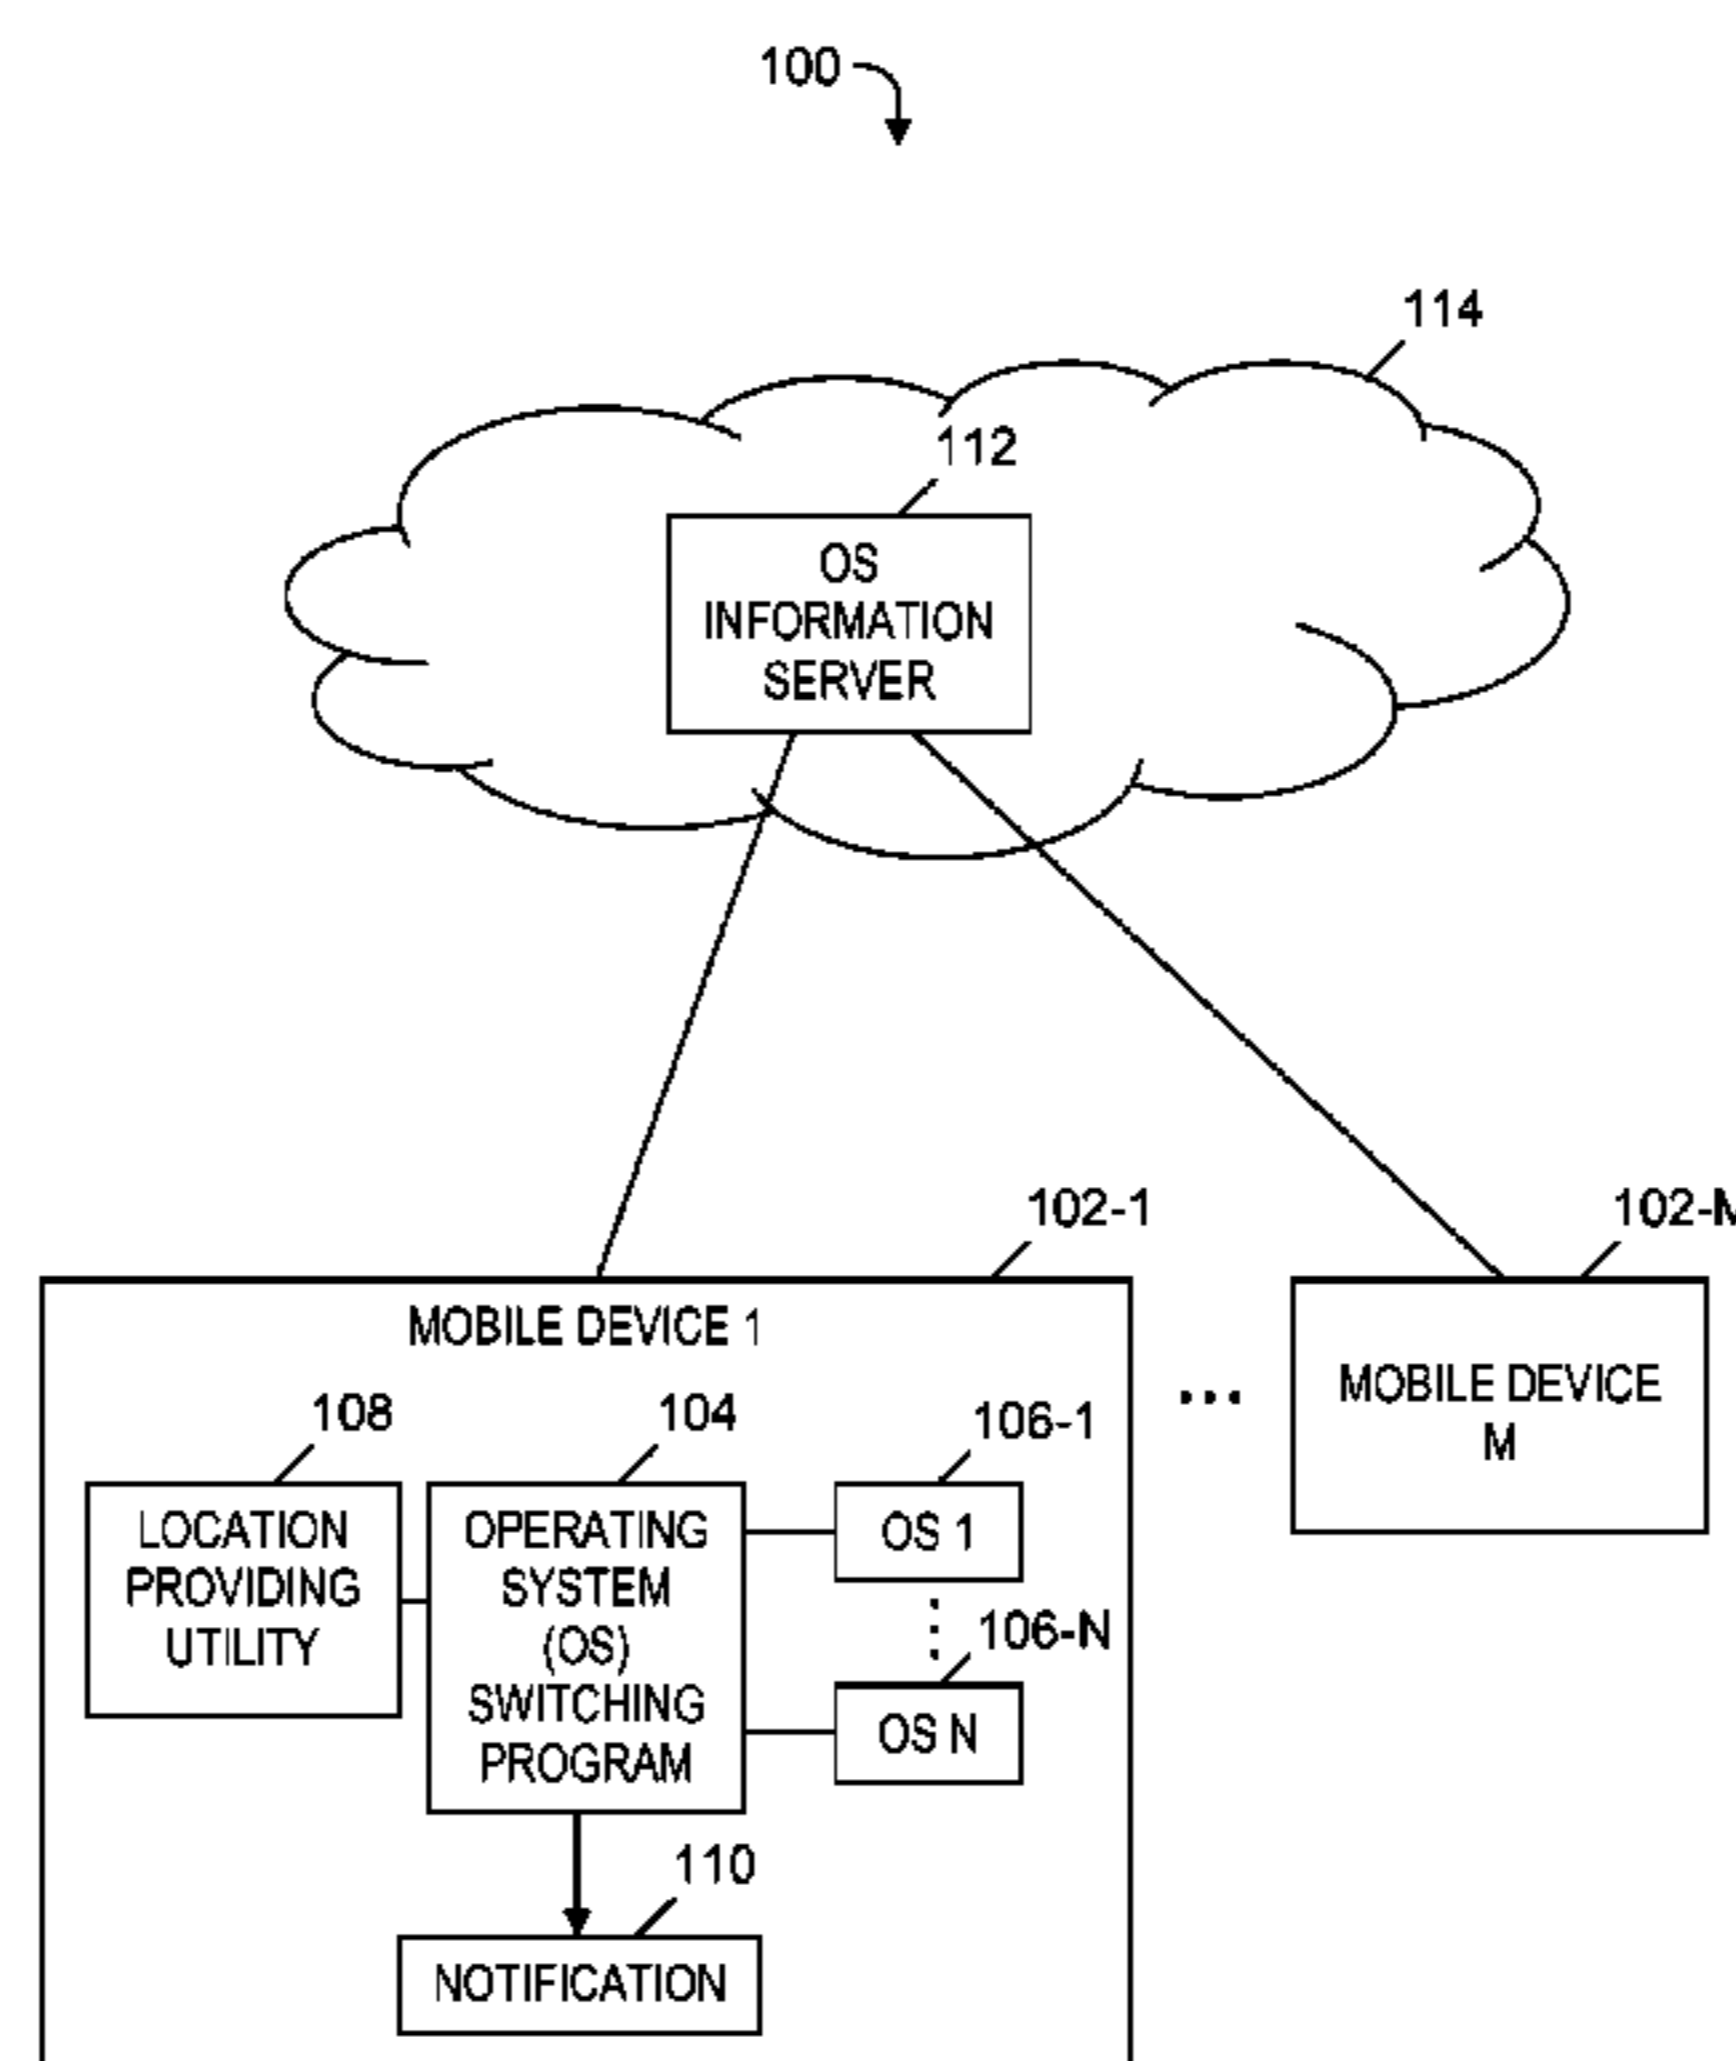 100
114
112
OS
INFORMATION
SERVER
102-1
102-M
MOBILE DEVICE 1
MOBILE DEVICE
M
108
104
106-1
LOCATION
PROVIDING
UTILITY
OPERATING
SYSTEM
(OS)
SWITCHING
PROGRAM
OS 1
106-N
OS N
110
NOTIFICATION